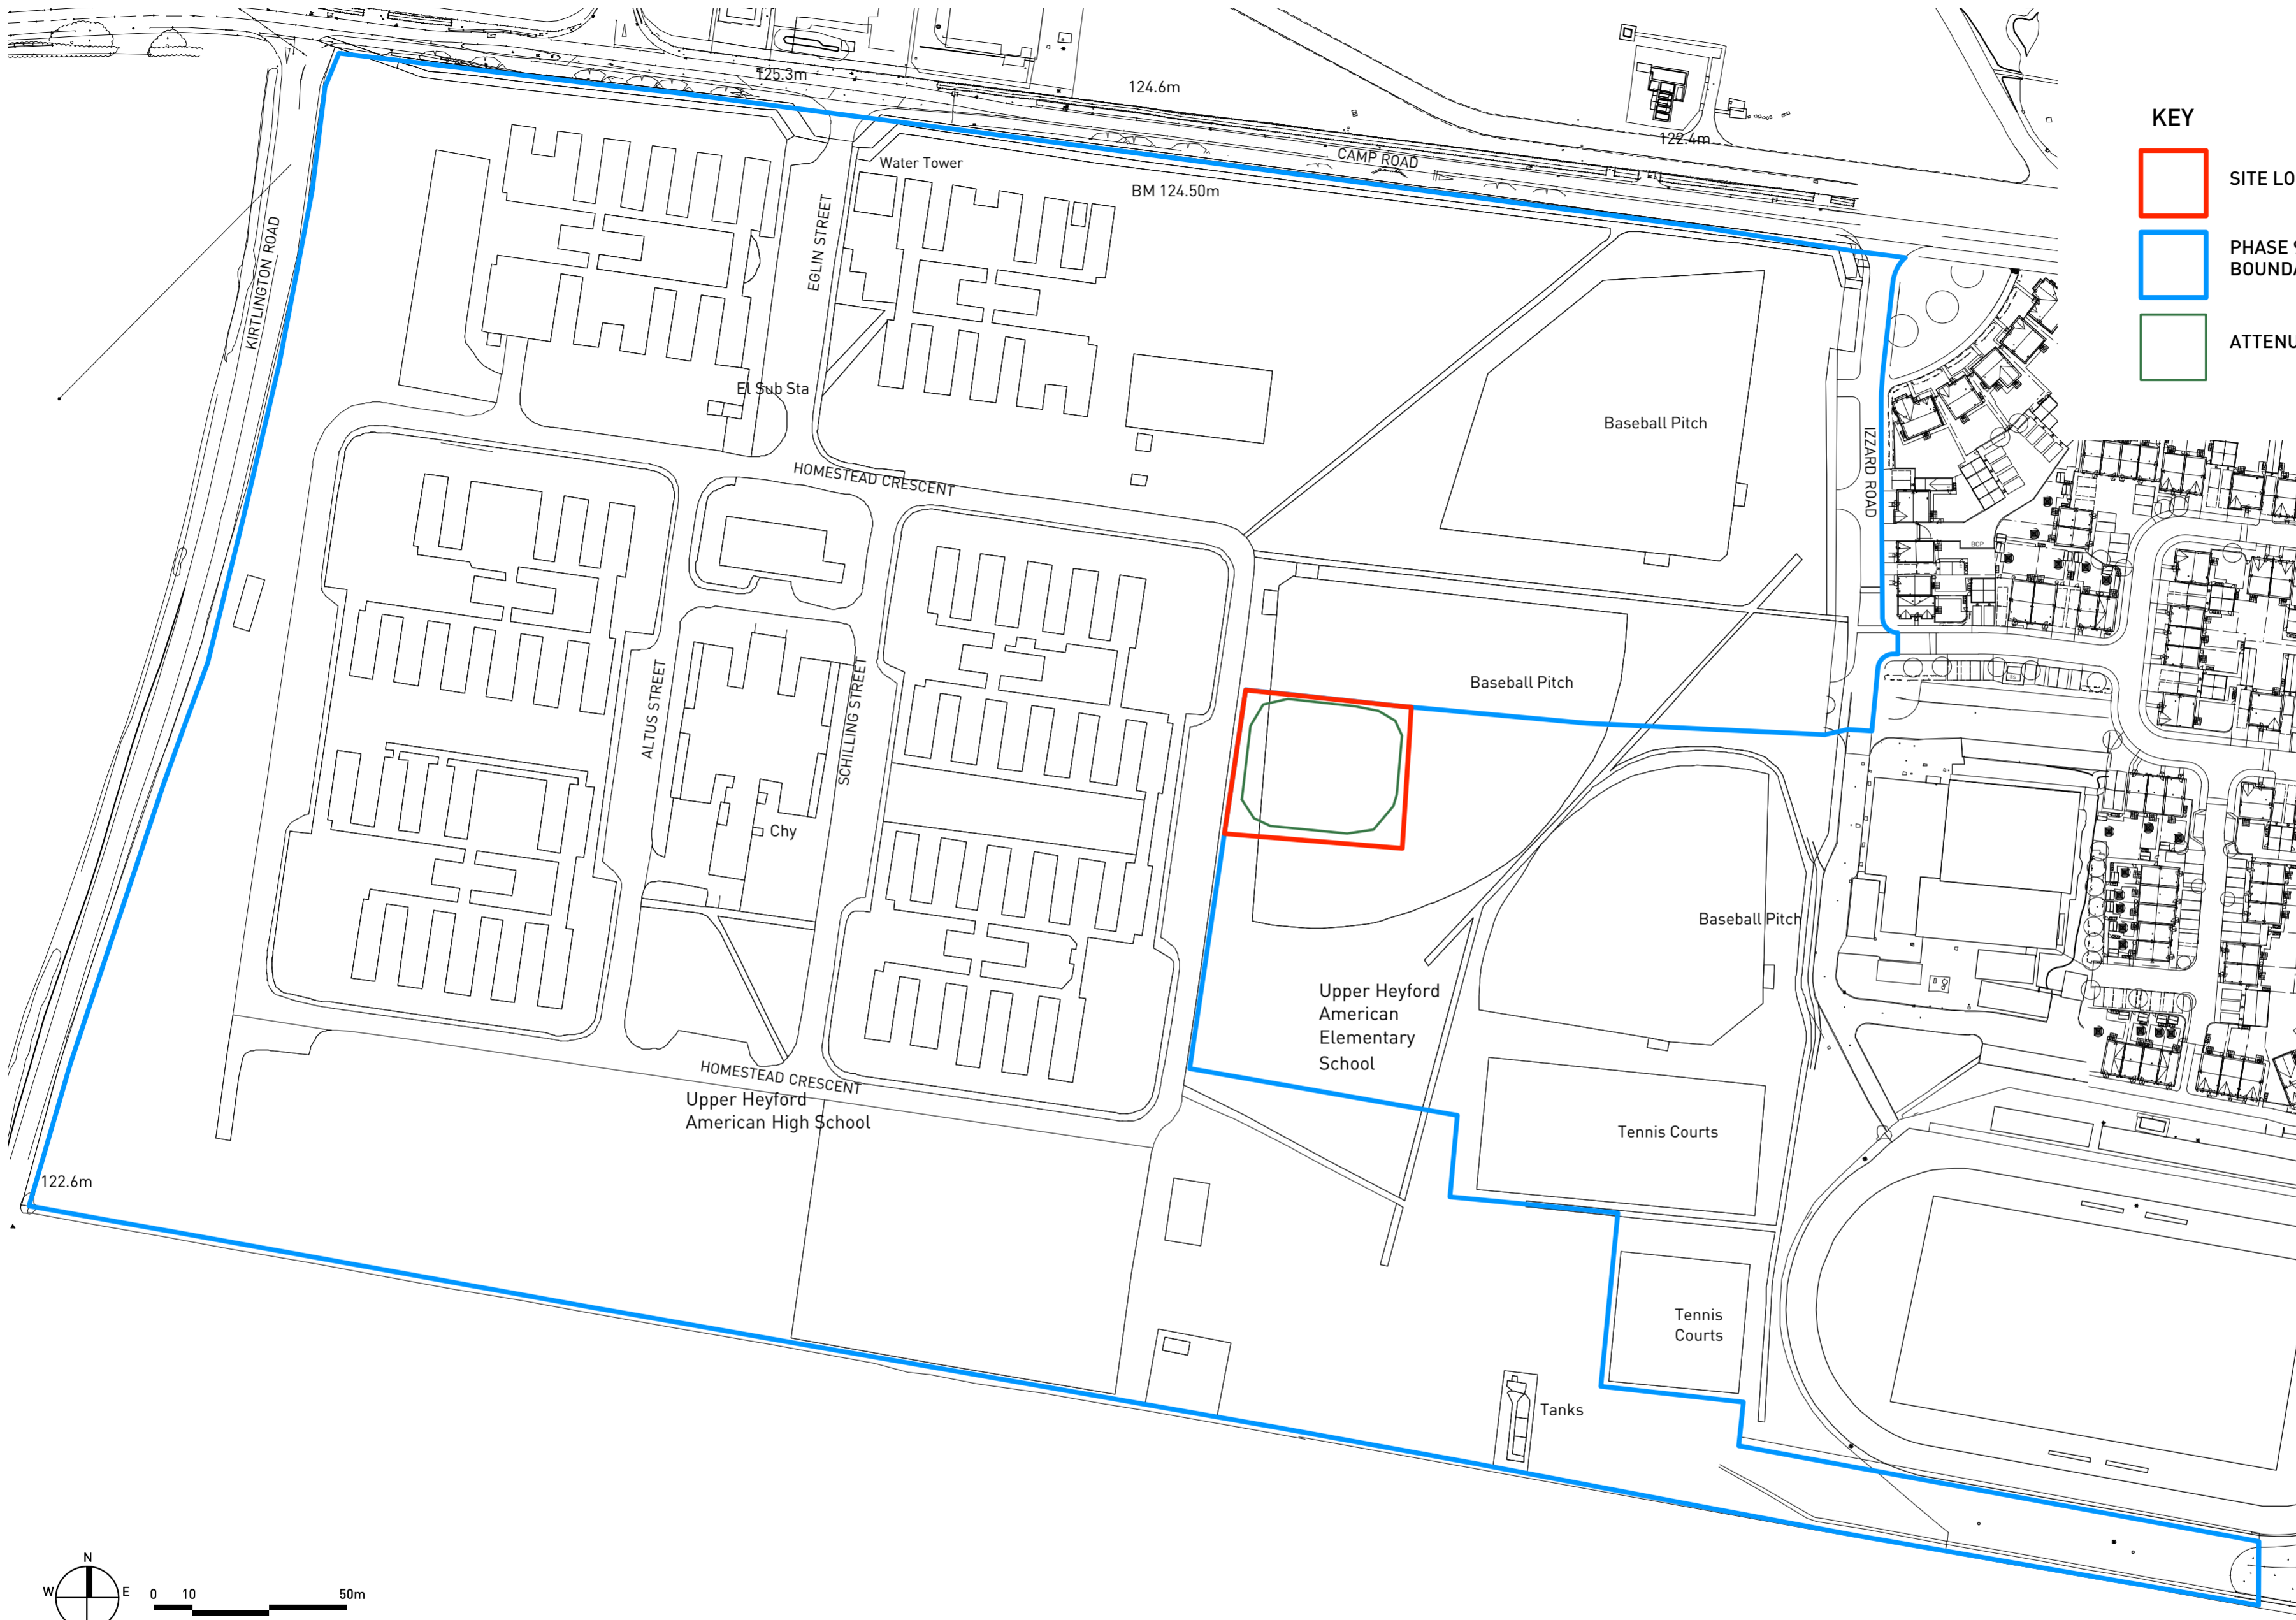 125.3m
124.6m
122.4m
KEY
Water Tower
CAMP ROAD
BM 124.50m
SITE LO
PHASE
BOUND
ATTENU
KIRTLINGTON ROAD
EGLIN STREET
El Sub Sta
Baseball Pitch
IZZARD ROAD
HOMESTEAD CRESCENT
BCP
Baseball Pitch
ALTUS STREET
SCHILLING STREET
Chy
Baseball Pitch
Upper Heyford
American
Elementary
School
HOMESTEAD CRESCENT
Upper Heyford
American High School
Tennis Courts
122.6m
Tennis
Courts
Tanks
N
W E
0 10 50m